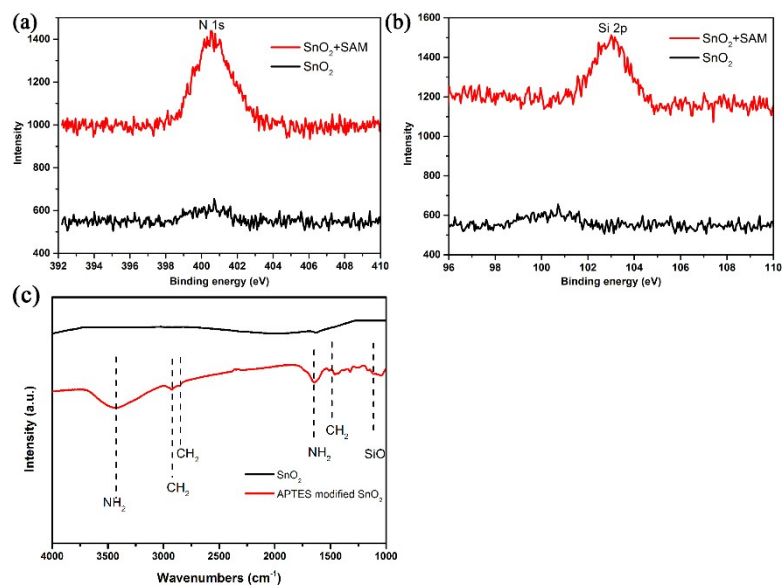 (a)
N 1s
SnO₂+SAM
SnO₂
1400
1200
1000
800
600
400
Intensity
392 394 396 398 400 402 404 406 408 410
Binding energy (eV)
(b)
Si 2p
SnO₂+SAM
SnO₂
1600
1400
1200
1000
800
600
400
Intensity
96 98 100 102 104 106 108 110
Binding energy (eV)
(c)
Intensity (a.u.)
NH₂
CH₂
CH₂
NH₂
CH₂
SiO
SnO₂
APTES modified SnO₂
4000 3500 3000 2500 2000 1500 1000
Wavenumbers (cm⁻¹)